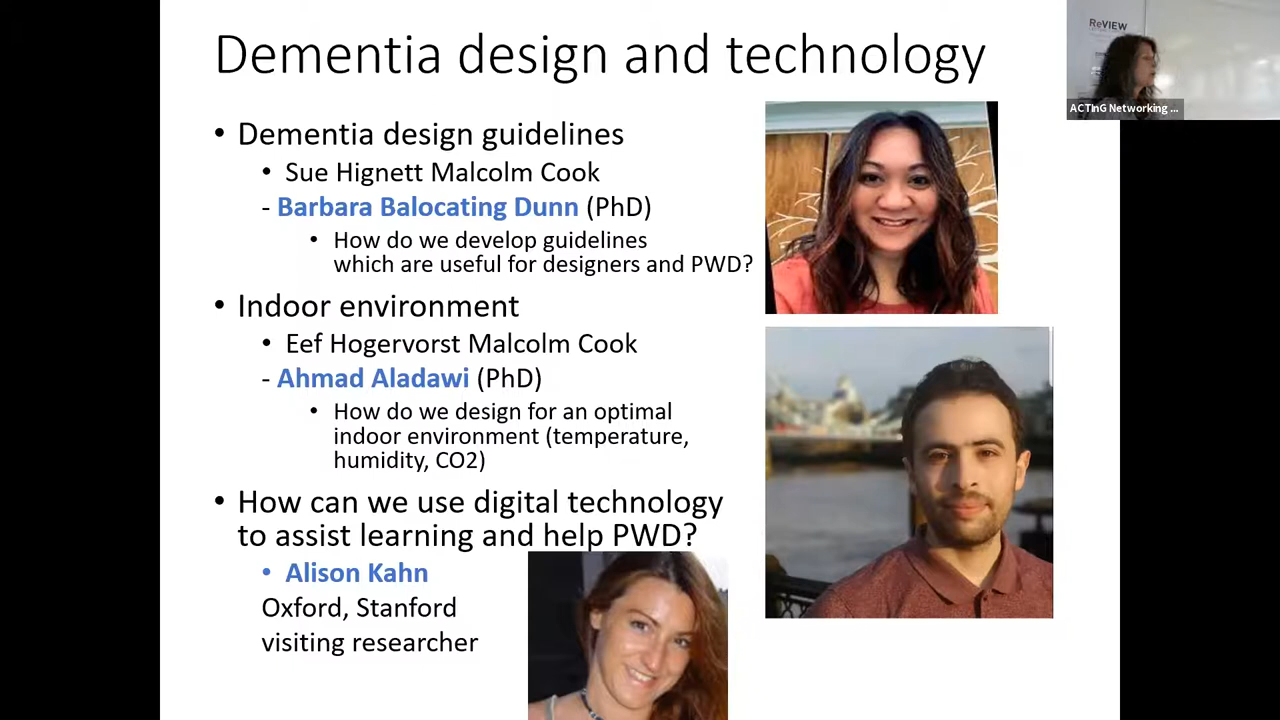 Dementia design and technology
• Dementia design guidelines
• Sue Hignett Malcolm Cook
- Barbara Balocating Dunn (PhD)
• How do we develop guidelines
which are useful for designers and PWD?
• Indoor environment
• Eef Hogervorst Malcolm Cook
- Ahmad Aladawi (PhD)
• How do we design for an optimal
indoor environment (temperature,
humidity, CO2)
• How can we use digital technology
to assist learning and help PWD?
• Alison Kahn
Oxford, Stanford
visiting researcher
ReVIEW
ACTInG Networking ...